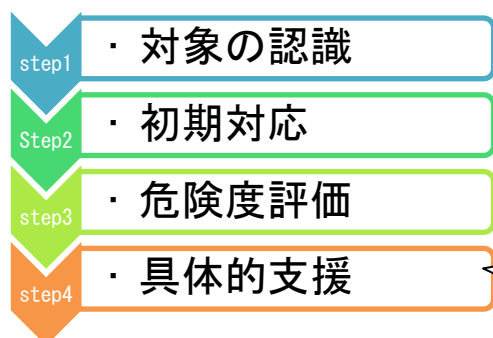 step1
・対象の認識
Step2
・初期対応
step3
・危険度評価
step4
・具体的支援